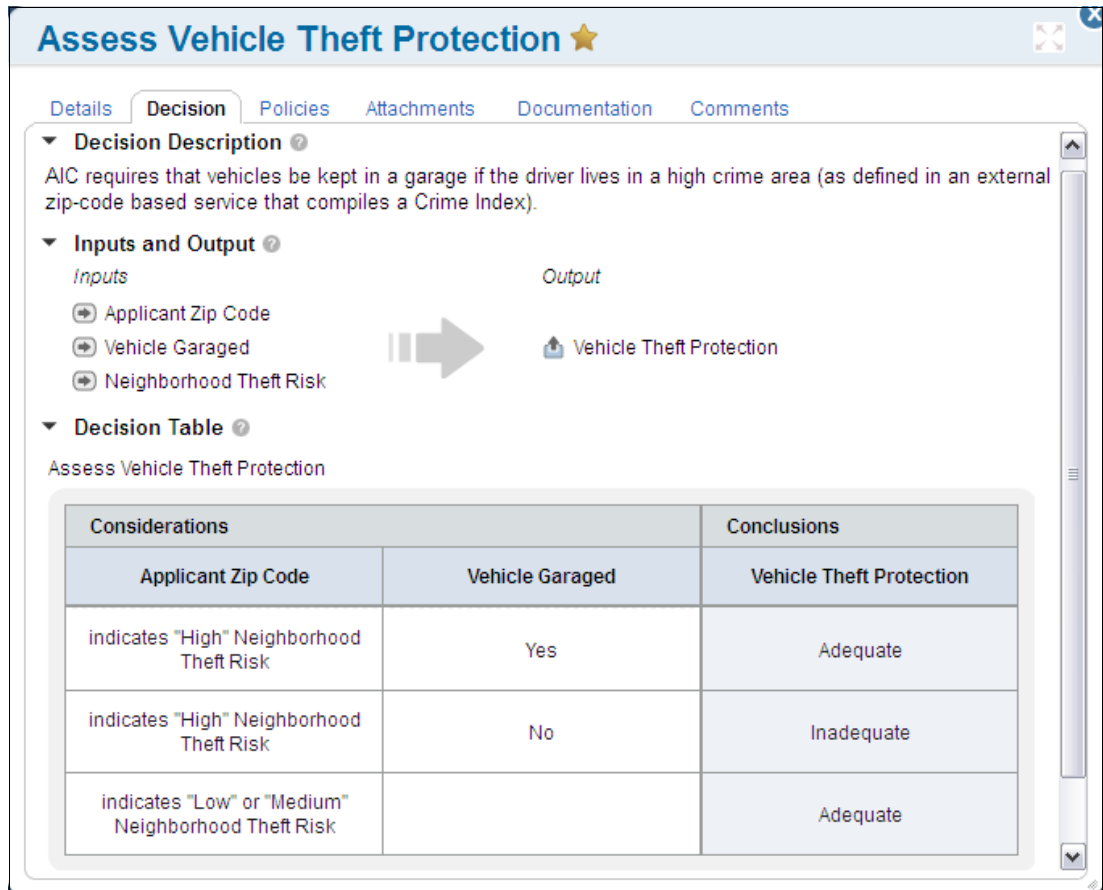 Assess Vehicle Theft Protection
Details Decision Policies Attachments Documentation Comments
Decision Description
AIC requires that vehicles be kept in a garage if the driver lives in a high crime area (as defined in an external
zip-code based service that compiles a Crime Index).
Inputs and Output
Inputs Output
Applicant Zip Code
Vehicle Garaged Vehicle Theft Protection
Neighborhood Theft Risk
Decision Table
Assess Vehicle Theft Protection
Considerations Conclusions
Applicant Zip Code Vehicle Garaged Vehicle Theft Protection
indicates "High" Neighborhood
Theft Risk Yes Adequate
indicates "High" Neighborhood
Theft Risk No Inadequate
indicates "Low" or "Medium"
Neighborhood Theft Risk Adequate